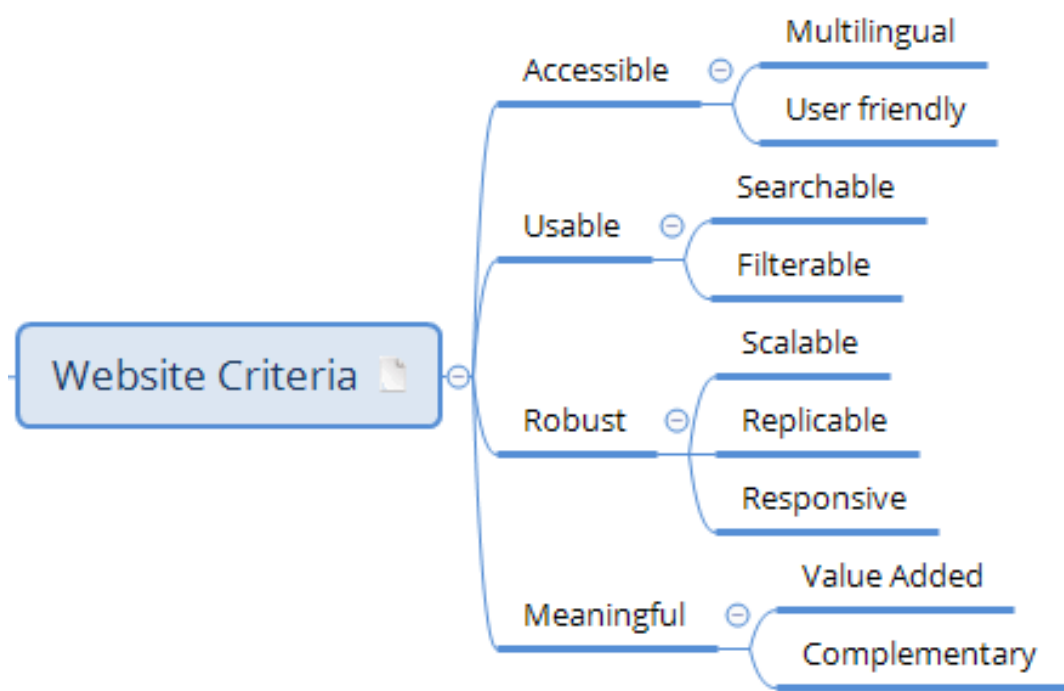 Website Criteria
Accessible
Multilingual
User friendly
Usable
Searchable
Filterable
Robust
Scalable
Replicable
Responsive
Meaningful
Value Added
Complementary